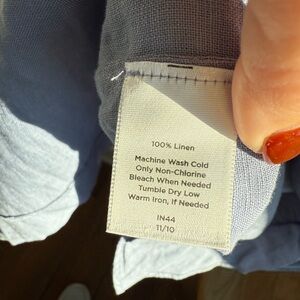 100% Linen
Machine Wash Cold
Only Non-Chlorine
Bleach When Needed
Tumble Dry Low
Warm Iron, If Needed
IN44
11/10